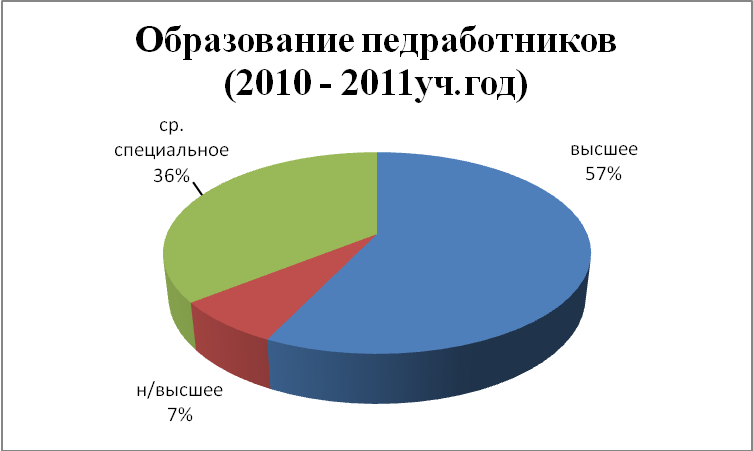 Образование педработников
(2010 - 2011уч.год)
ср.
специальное
36%
высшее
57%
н/высшее
7%